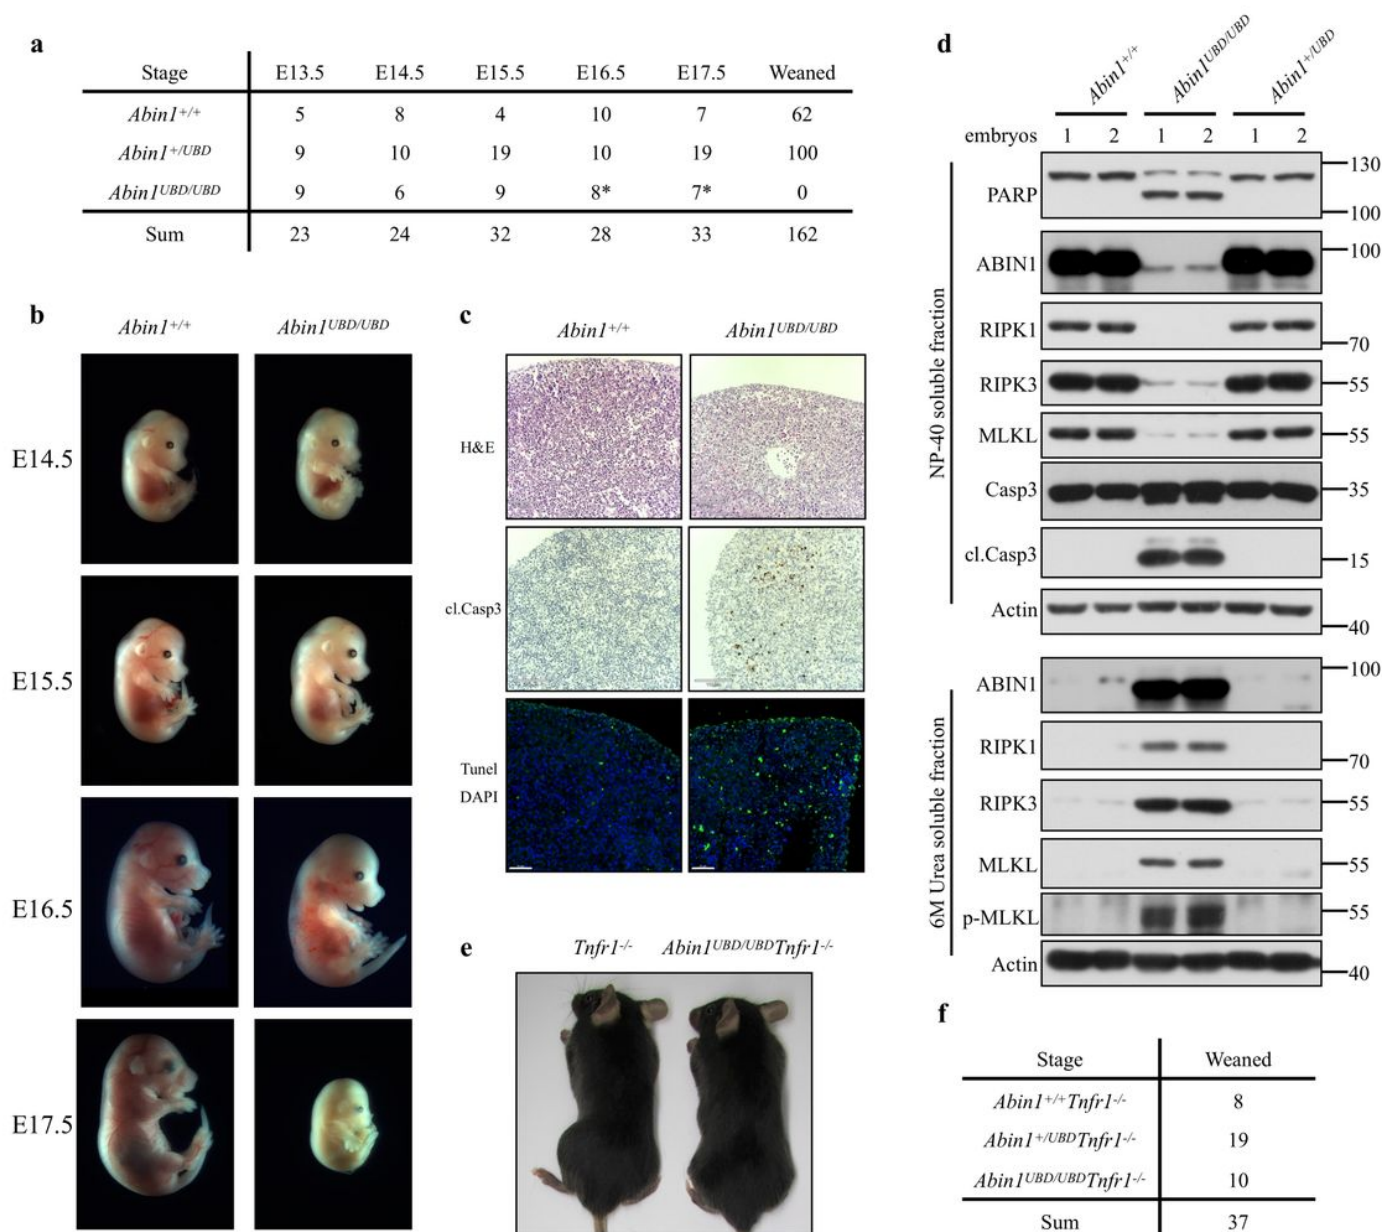 a
Stage E13.5 E14.5 E15.5 E16.5 E17.5 Weaned
Abin1+/+ 5 8 4 10 7 62
Abin1+/UBD 9 10 19 10 19 100
Abin1UBD/UBD 9 6 9 8* 7* 0
Sum 23 24 32 28 33 162
b
Abin1+/+ Abin1UBD/UBD
E14.5
E15.5
E16.5
E17.5
c
Abin1+/+ Abin1UBD/UBD
H&E
cl.Casp3
Tunel
DAPI
d
Abin1+/+ Abin1UBD/UBD Abin1+/UBD
embryos 1 2 1 2 1 2
NP-40 soluble fraction
PARP 130
100
ABIN1 100
RIPK1 70
RIPK3 55
MLKL 55
Casp3 35
cl.Casp3 15
Actin 40
6M Urea soluble fraction
ABIN1 100
RIPK1 70
RIPK3 55
MLKL 55
p-MLKL 55
Actin 40
e
Tnfr1-/- Abin1UBD/UBDTnfr1-/-
f
Stage Weaned
Abin1+/+Tnfr1-/- 8
Abin1+/UBDTnfr1-/- 19
Abin1UBD/UBDTnfr1-/- 10
Sum 37